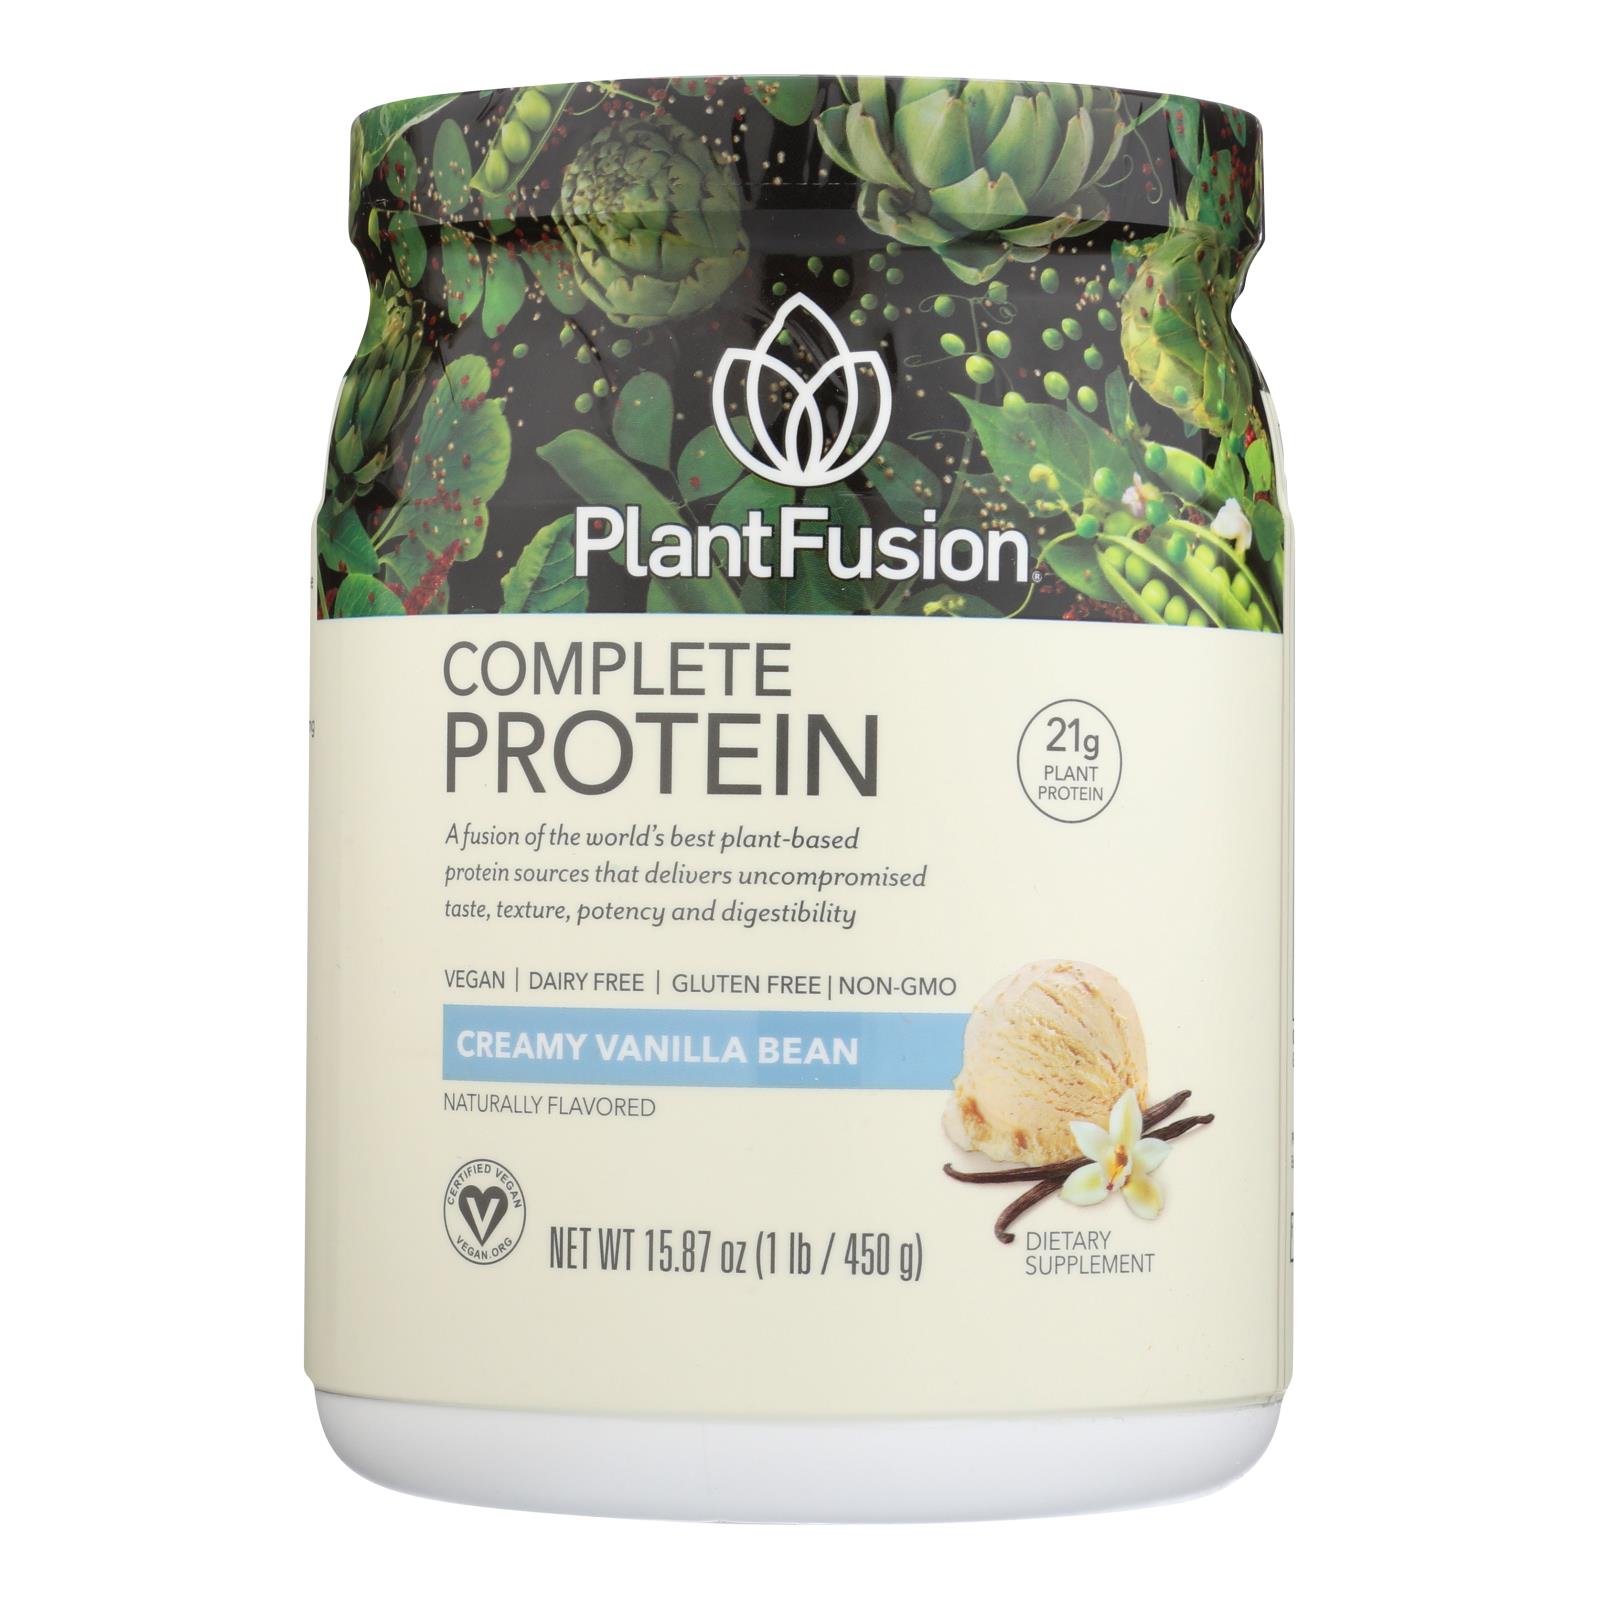 PlantFusion®
COMPLETE
PROTEIN
21g
PLANT
PROTEIN
A fusion of the world's best plant-based
protein sources that delivers uncompromised
taste, texture, potency and digestibility
VEGAN | DAIRY FREE | GLUTEN FREE | NON-GMO
CREAMY VANILLA BEAN
NATURALLY FLAVORED
CERTIFIED VEGAN
V
VEGAN.ORG
NET WT 15.87 oz (1 lb / 450 g)
DIETARY
SUPPLEMENT